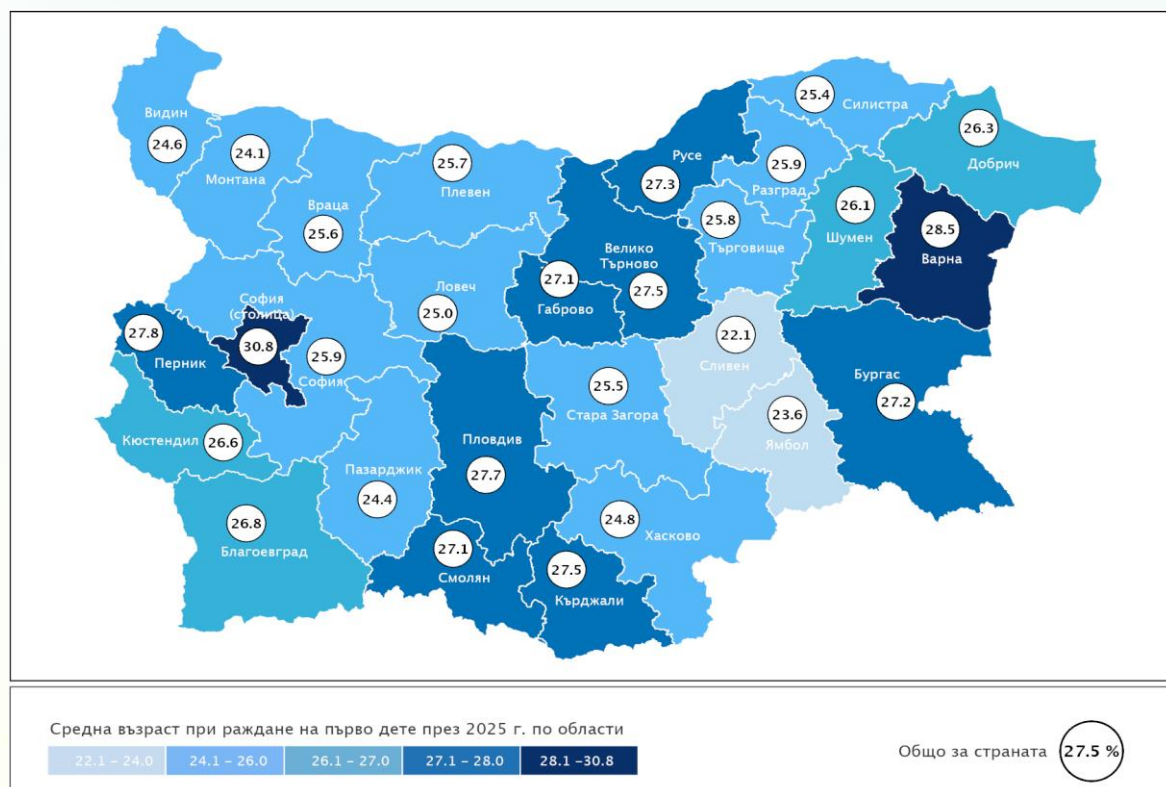 25.4
Силистра
Видин
24.6
24.1
Монтана
25.7
Плевен
Русе
27.3
25.9
Разград
26.3
Добрич
Враца
25.6
25.8
Търговище
26.1
Шумен
28.5
Варна
Велико
Търново
27.5
27.1
Габрово
Ловеч
25.0
София
(столица)
30.8
27.8
Перник
25.9
София
22.1
Сливен
25.5
Стара Загора
23.6
Ямбол
Бургас
27.2
Кюстендил
26.6
Пловдив
27.7
Пазарджик
24.4
26.8
Благоевград
24.8
Хасково
27.1
Смолян
27.5
Кърджали
Средна възраст при раждане на първо дете през 2025 г. по области
22.1 – 24.0
24.1 – 26.0
26.1 – 27.0
27.1 – 28.0
28.1 –30.8
Общо за страната
27.5 %